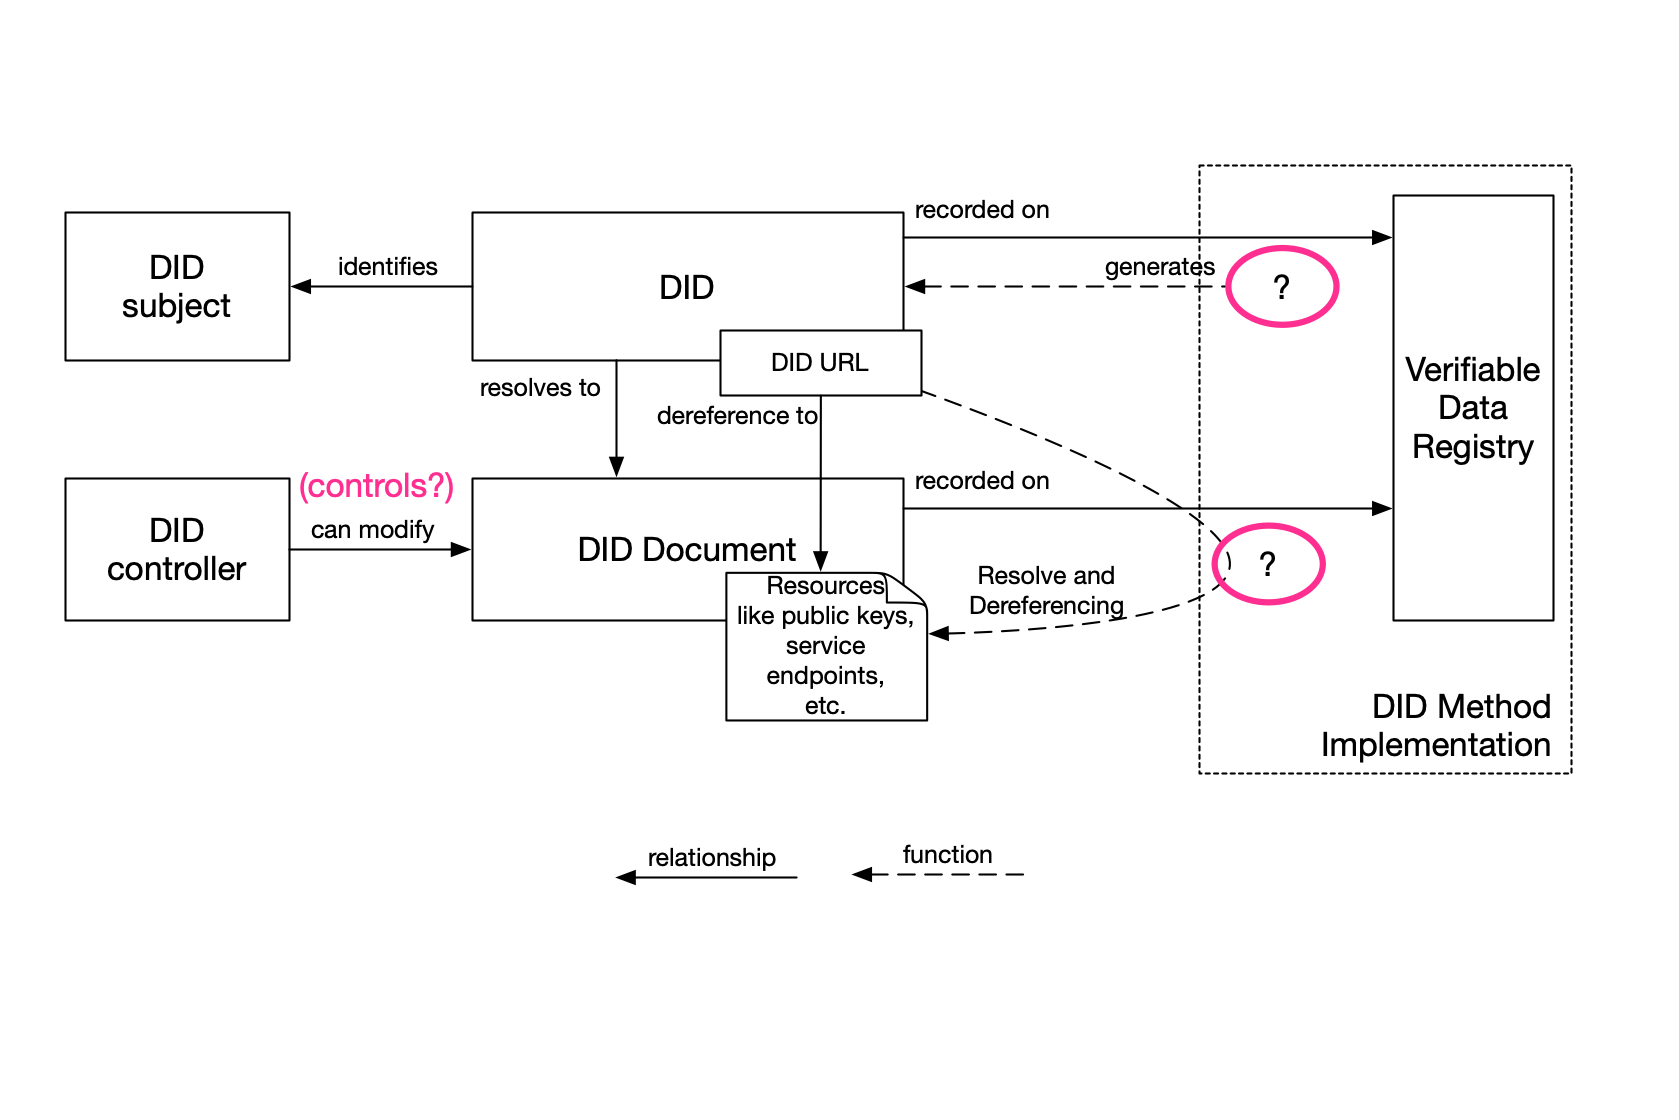 recorded on
DID
subject
identifies
DID
generates
?
DID URL
resolves to
dereference to
Verifiable
Data
Registry
(controls?)
can modify
DID
controller
DID Document
recorded on
?
Resources
like public keys,
service
endpoints,
etc.
Resolve and
Dereferencing
DID Method
Implementation
relationship
function